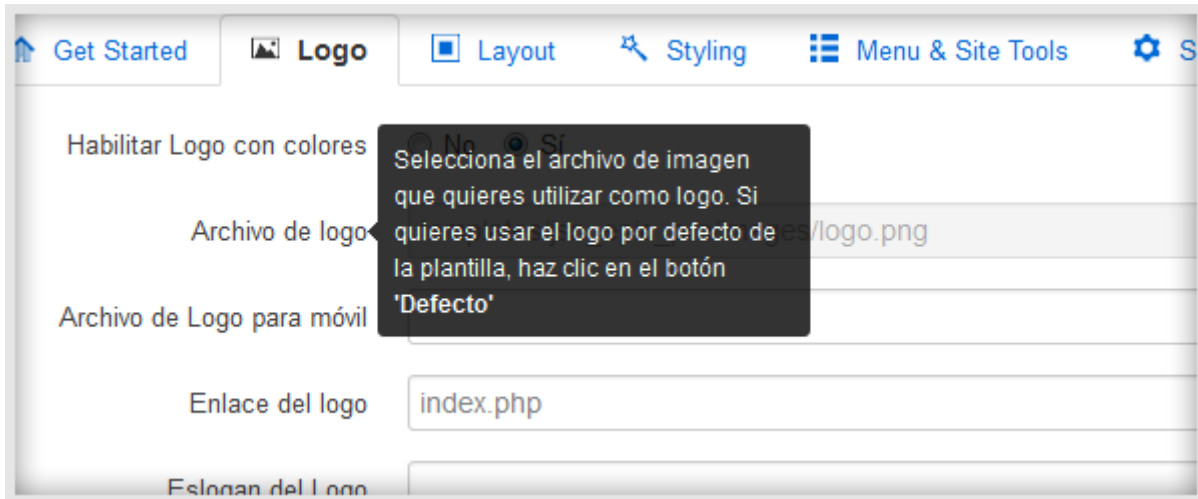 Get Started
Logo
Layout
Styling
Menu & Site Tools
Habilitar Logo con colores
No
Sí
Selecciona el archivo de imagen
que quieres utilizar como logo. Si
quieres usar el logo por defecto de
la plantilla, haz clic en el botón
'Defecto'
Archivo de logo
es/logo.png
Archivo de Logo para móvil
Enlace del logo
index.php
Eslogan del Logo